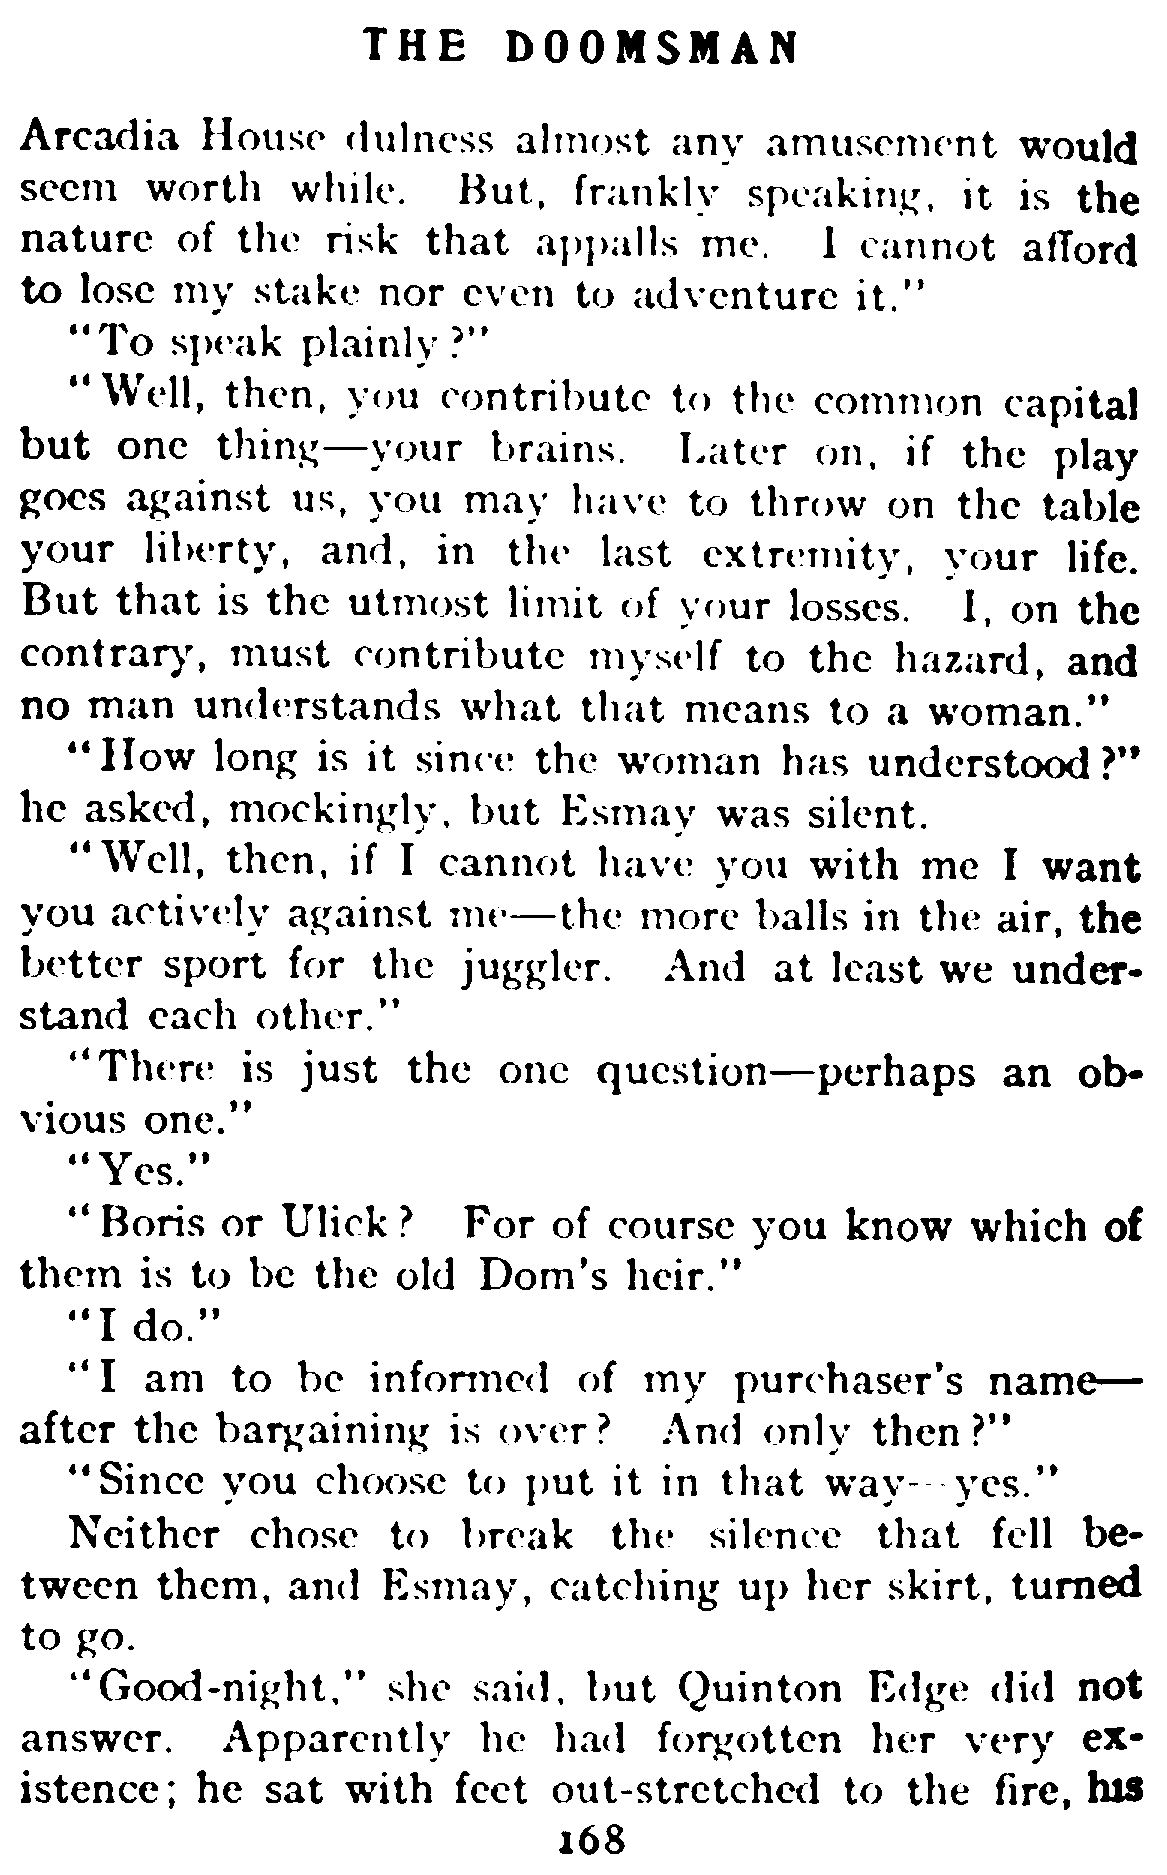 THE DOOMSMAN
Arcadia House dulness almost any amusement would
seem worth while. But, frankly speaking, it is the
nature of the risk that appalls me. I cannot afford
to lose my stake nor even to adventure it."
"To speak plainly?"
"Well, then, you contribute to the common capital
but one thing—your brains. Later on, if the play
goes against us, you may have to throw on the table
your liberty, and, in the last extremity, your life.
But that is the utmost limit of your losses. I, on the
contrary, must contribute myself to the hazard, and
no man understands what that means to a woman."
"How long is it since the woman has understood?"
he asked, mockingly, but Esmay was silent.
"Well, then, if I cannot have you with me I want
you actively against me—the more balls in the air, the
better sport for the juggler. And at least we under-
stand each other."
"There is just the one question—perhaps an ob-
vious one."
"Yes."
"Boris or Ulick? For of course you know which of
them is to be the old Dom's heir."
"I do."
"I am to be informed of my purchaser's name—
after the bargaining is over? And only then?"
"Since you choose to put it in that way—yes."
Neither chose to break the silence that fell be-
tween them, and Esmay, catching up her skirt, turned
to go.
"Good-night," she said, but Quinton Edge did not
answer. Apparently he had forgotten her very ex-
istence; he sat with feet out-stretched to the fire, his
168